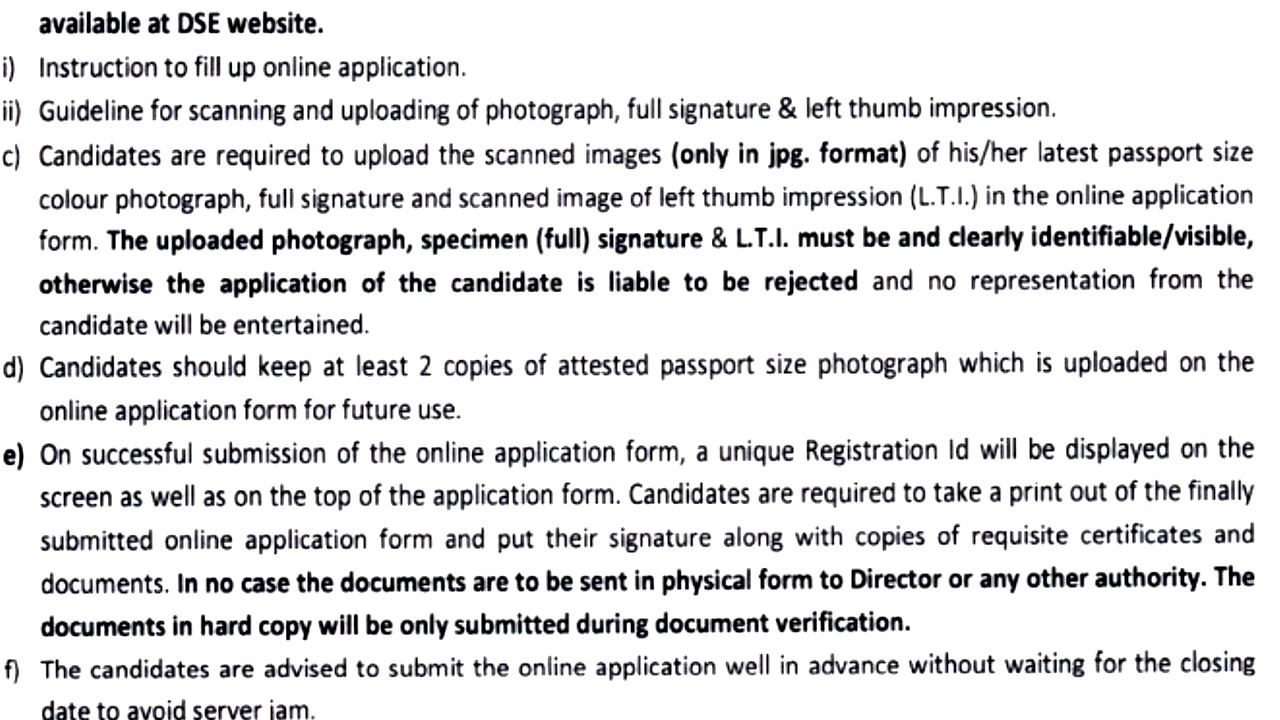 available at DSE website.
i) Instruction to fill up online application.
ii) Guideline for scanning and uploading of photograph, full signature & left thumb impression.
c) Candidates are required to upload the scanned images (only in jpg. format) of his/her latest passport size
colour photograph, full signature and scanned image of left thumb impression (L.T.I.) in the online application
form. The uploaded photograph, specimen (full) signature & L.T.I. must be and clearly identifiable/visible,
otherwise the application of the candidate is liable to be rejected and no representation from the
candidate will be entertained.
d) Candidates should keep at least 2 copies of attested passport size photograph which is uploaded on the
online application form for future use.
e) On successful submission of the online application form, a unique Registration Id will be displayed on the
screen as well as on the top of the application form. Candidates are required to take a print out of the finally
submitted online application form and put their signature along with copies of requisite certificates and
documents. In no case the documents are to be sent in physical form to Director or any other authority. The
documents in hard copy will be only submitted during document verification.
f) The candidates are advised to submit the online application well in advance without waiting for the closing
date to avoid server jam.